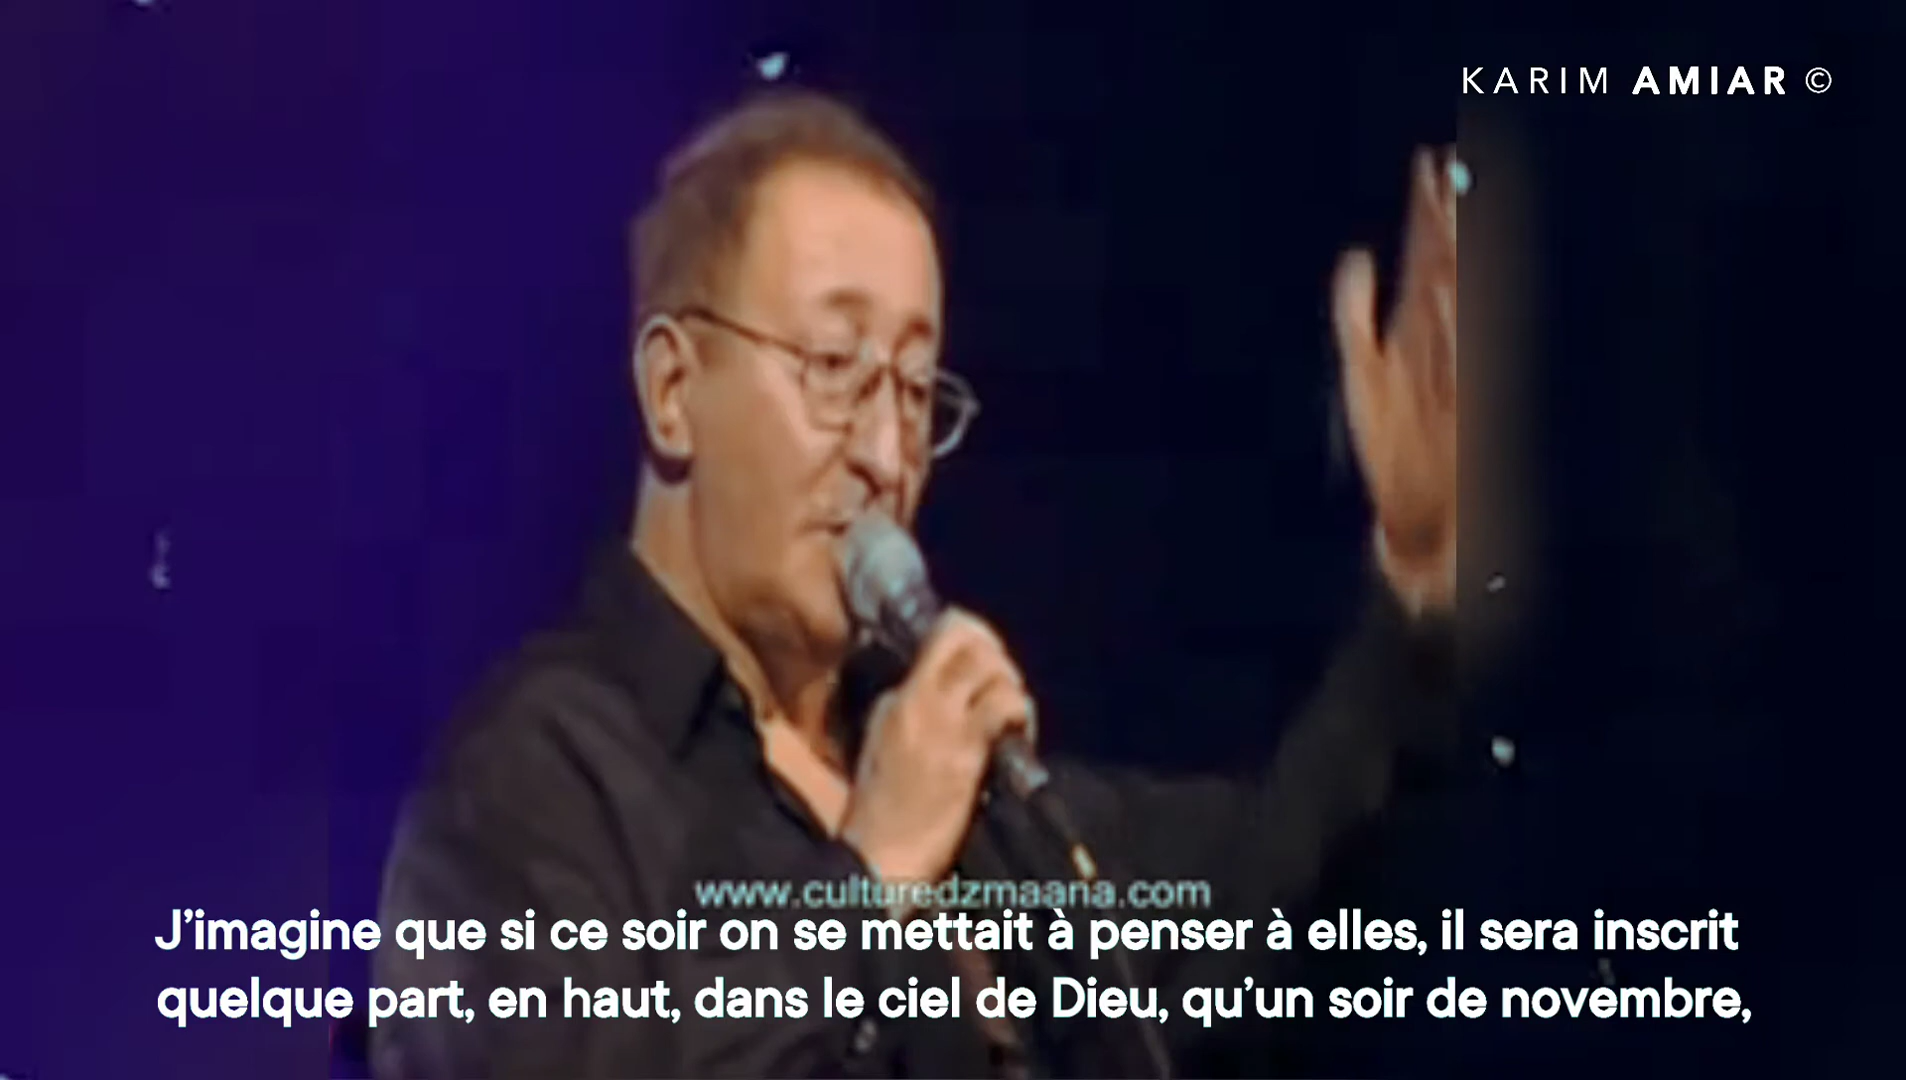 KARIM AMIAR ©
www.culturedzmaana.com
J’imagine que si ce soir on se mettait à penser à elles, il sera inscrit
quelque part, en haut, dans le ciel de Dieu, qu’un soir de novembre,